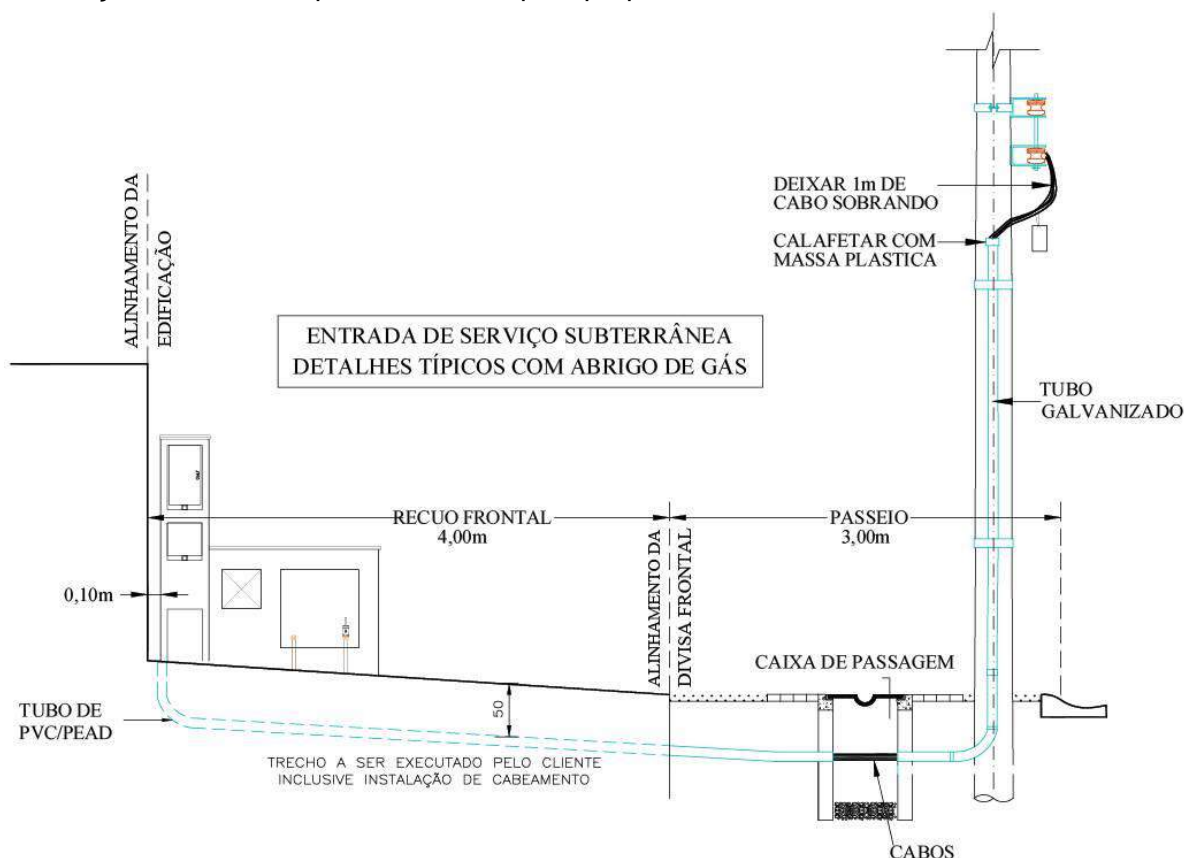 DEIXAR 1m DE
CABO SOBRANDO
CALAFETAR COM
MASSA PLASTICA
ALINHAMENTO DA
EDIFICAÇÃO
ENTRADA DE SERVIÇO SUBTERRÂNEA
DETALHES TÍPICOS COM ABRIGO DE GÁS
TUBO
GALVANIZADO
RECUO FRONTAL
4,00m
PASSEIO
3,00m
ALINHAMENTO DA
DIVISA FRONTAL
0,10m
CAIXA DE PASSAGEM
50
TUBO DE
PVC/PEAD
TRECHO A SER EXECUTADO PELO CLIENTE
INCLUSIVE INSTALAÇÃO DE CABEAMENTO
CABOS